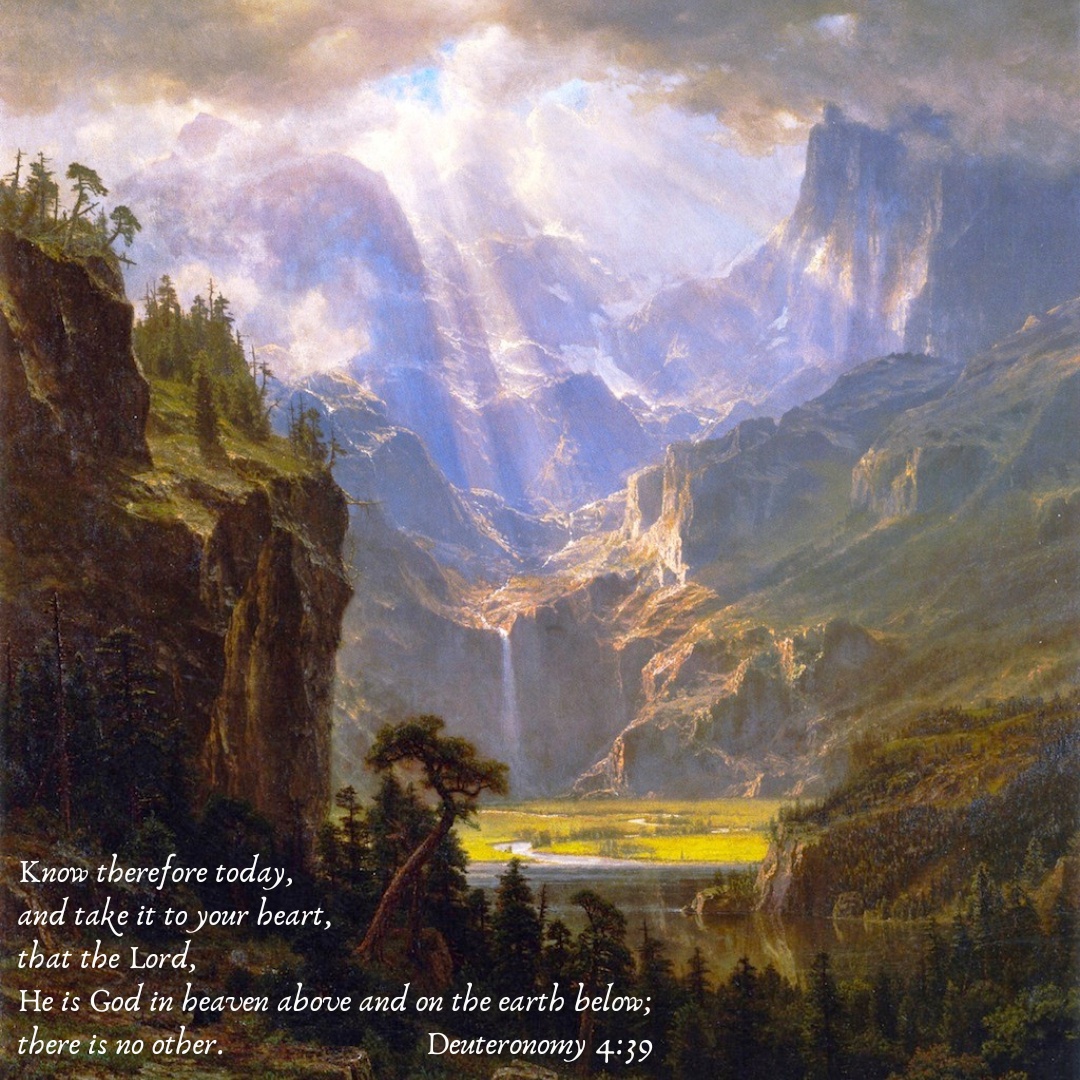 Know therefore today,
and take it to your heart,
that the Lord,
He is God in heaven above and on the earth below;
there is no other. Deuteronomy 4:39